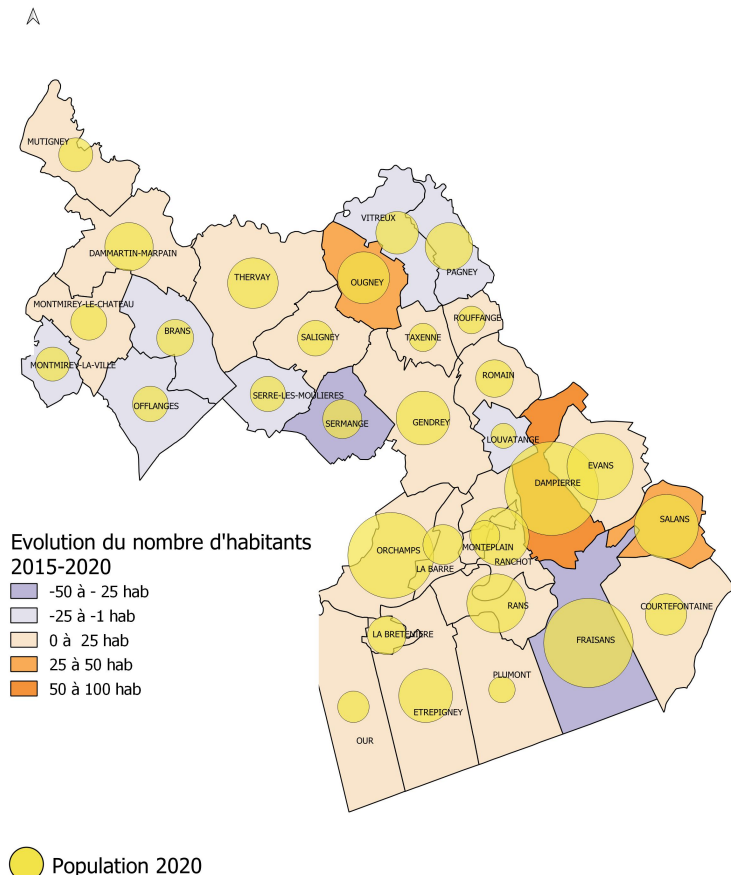 MUTIGNEY
VITREUX
DAMMARTIN-MARPAIN
PAGNEY
THERVAY
OUGNEY
MONTMIREY-LE-CHATEAU
ROUFFANGE
BRANS
SALIGNEY
TAXENNE
MONTMIREY-LA-VILLE
ROMAIN
SERRE-LES-MOULIERES
OFFLANGES
SERMANGE
GENDREY
LOUVATANGE
EVANS
DAMPIERRE
SALANS
ORCHAMPS
MONTEPLAIN
RANCHOT
LA BARRE
RANS
COURTEFONTAINE
LA BRETENIERE
FRAISANS
PLUMONT
ETREPIGNEY
OUR
Evolution du nombre d'habitants
2015-2020
-50 à - 25 hab
-25 à -1 hab
0 à 25 hab
25 à 50 hab
50 à 100 hab
Population 2020